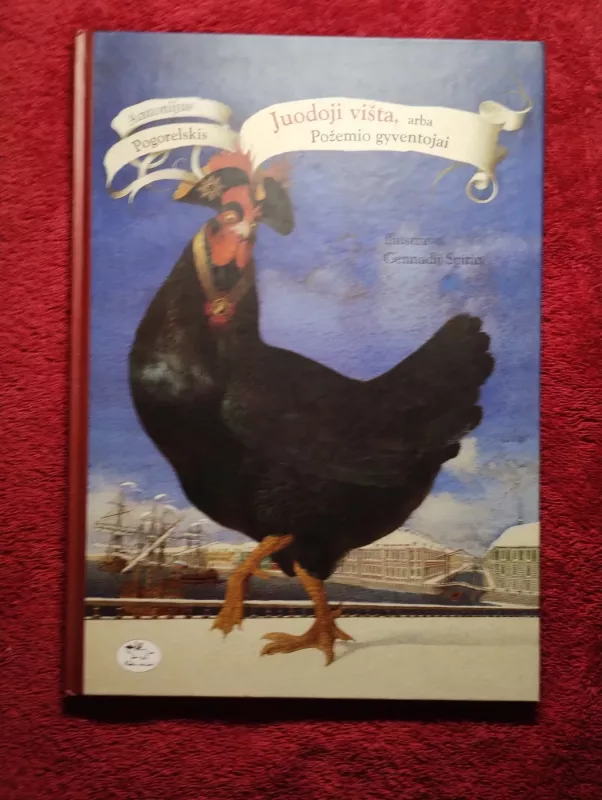 Antonijus
Pogorelskis
Juodoji višta, arba
Požemio gyventojai
Iliustravo
Gennadij Spirin